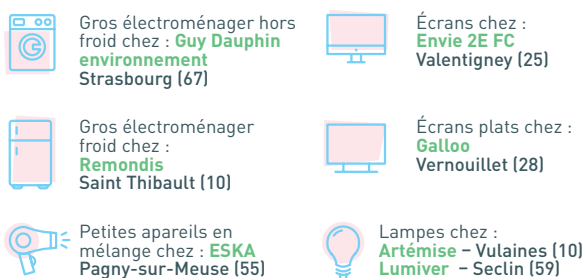 Gros électroménager hors
froid chez : Guy Dauphin
environnement
Strasbourg (67)
Écrans chez :
Envie 2E FC
Valentigney (25)
Gros électroménager
froid chez :
Remondis
Saint Thibault (10)
Écrans plats chez :
Galloo
Vernouillet (28)
Petites appareils en
mélange chez : ESKA
Pagny-sur-Meuse (55)
Lampes chez :
Artémise – Vulaines (10)
Lumiver – Seclin (59)